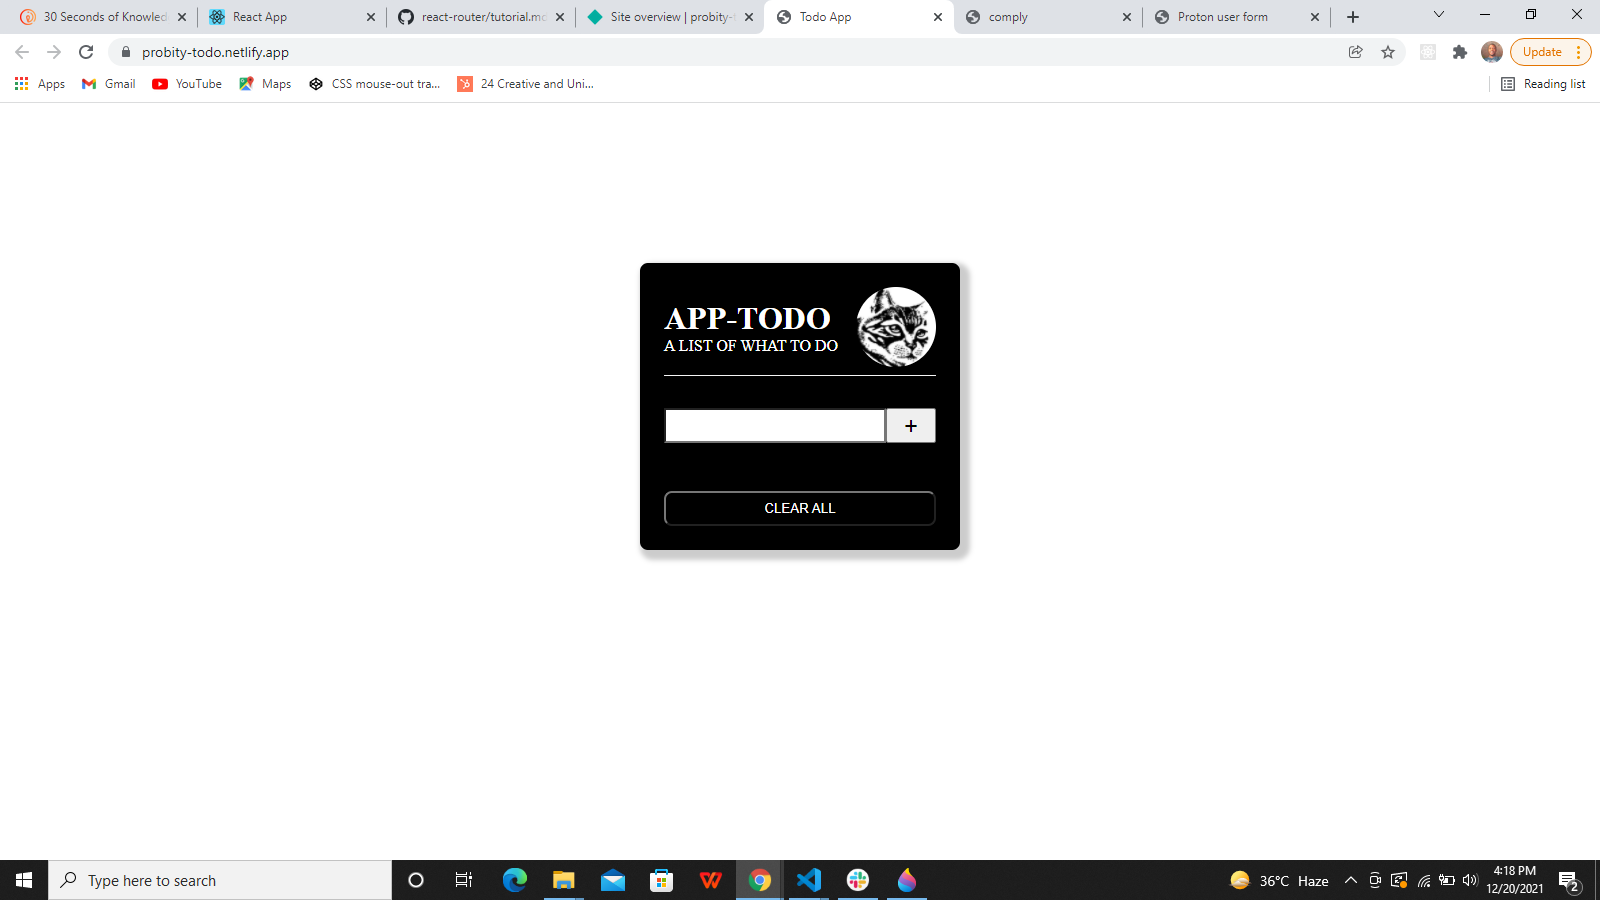 30 Seconds of Knowled
React App
react-router/tutorial.md
Site overview | probity-t
Todo App
comply
Proton user form
probity-todo.netlify.app
Update
Apps
Gmail
YouTube
Maps
CSS mouse-out tra...
24 Creative and Uni...
Reading list
APP-TODO
A LIST OF WHAT TO DO
+
CLEAR ALL
Type here to search
36°C Haze
4:18 PM
12/20/2021
2